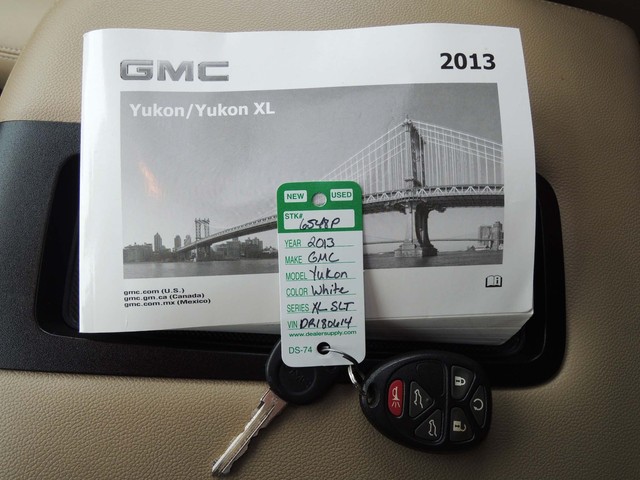 GMC
2013
Yukon/Yukon XL
gmc.com (U.S.)
gmc.gm.ca (Canada)
gmc.com.mx (Mexico)
NEW USED
STK#
YEAR 2013
MAKE GMC
MODEL Yukon
COLOR White
SERIES XL SLT
VIN DR180614
www.dealersupply.com
DS-74